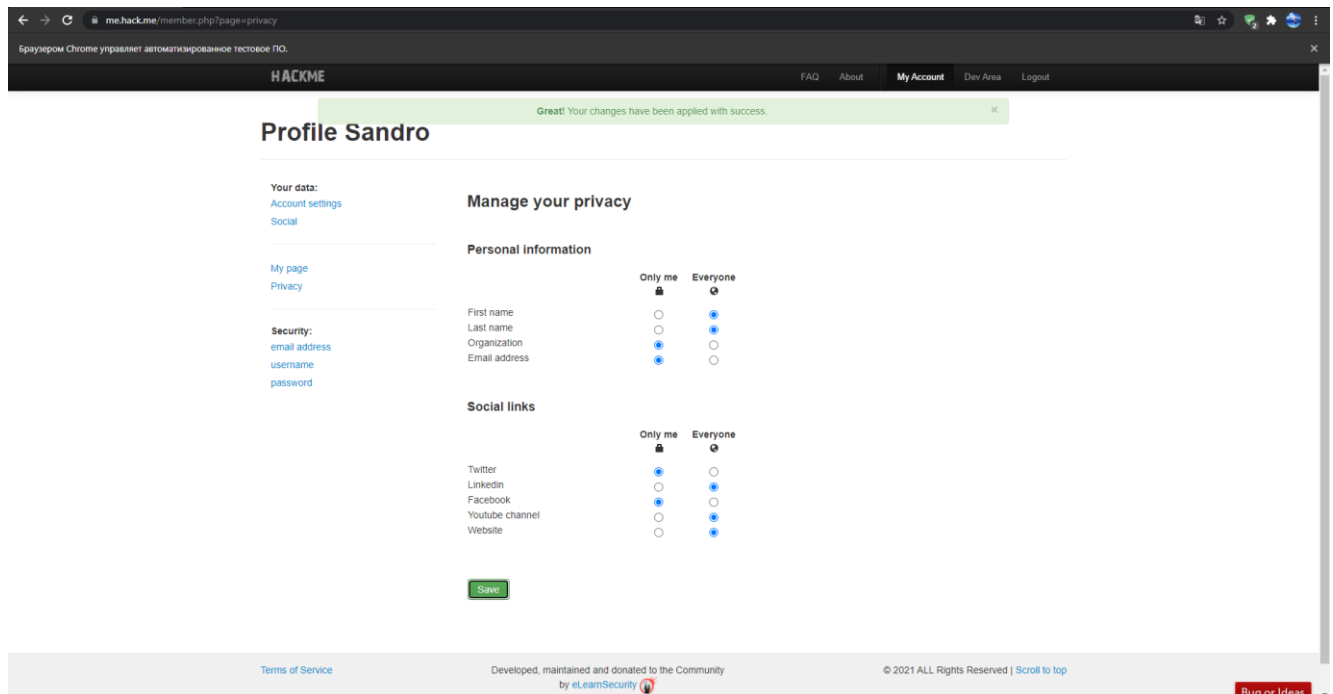 me.hack.me/member.php?page=privacy
Браузером Chrome управляет автоматизированное тестовое ПО.
HACKME FAQ About My Account Dev Area Logout
Great! Your changes have been applied with success. ×
Profile Sandro
Your data:
Account settings
Social
My page
Privacy
Security:
email address
username
password
Manage your privacy
Personal information
Only me Everyone
First name
Last name
Organization
Email address
Social links
Only me Everyone
Twitter
Linkedin
Facebook
Youtube channel
Website
Save
Terms of Service
Developed, maintained and donated to the Community
by eLearnSecurity
© 2021 ALL Rights Reserved | Scroll to top
Bug or Ideas